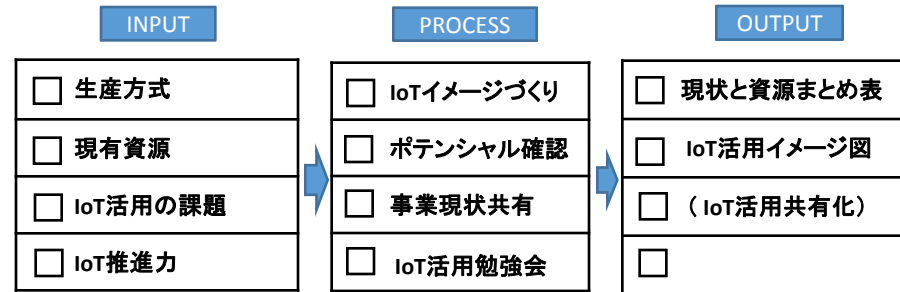 INPUT
生産方式
現有資源
IoT活用の課題
IoT推進力
PROCESS
IoTイメージづくり
ポテンシャル確認
事業現状共有
IoT活用勉強会
OUTPUT
現状と資源まとめ表
IoT活用イメージ図
（ IoT活用共有化）